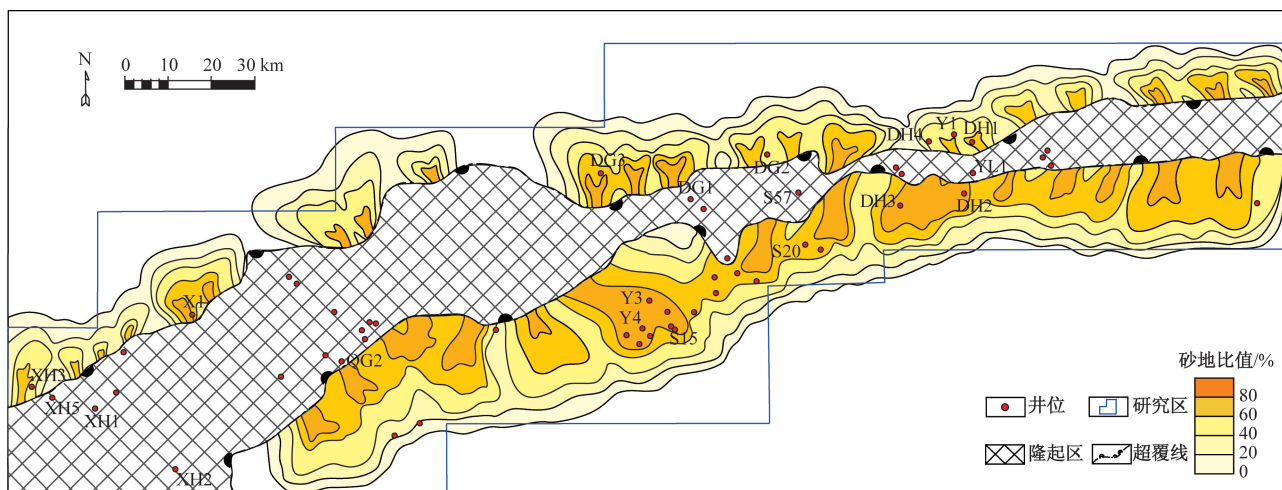 N
0 10 20 30 km
DH4
Y1
DH1
DG3
DG2
YL1
DG1
S57
DH3
DH2
S20
Y3
X1
Y4
S15
QG2
XH3
XH5
XH1
XH2
砂地比值/%
80
60
40
20
0
井位
研究区
隆起区
超覆线